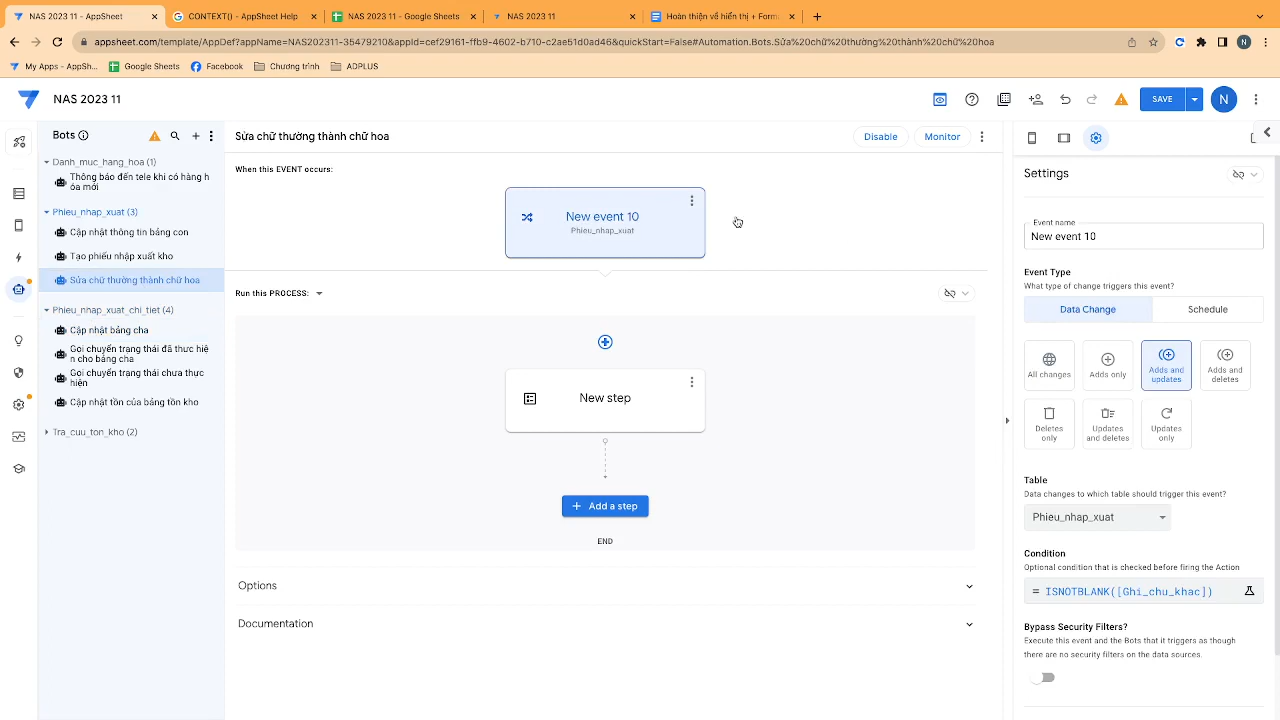 NAS 2023 11
CONTEXT() - AppSheet Help
NAS 2023 11 - Google Sheets
NAS 2023 11
Hoàn thiện về hiển thị + Form
appsheet.com/template/AppDef?appName=NAS202311-35479210&appId=cef29161-ffb9-4602-b710-c2ae51d0ad46&quickStart=False#Automation.Bots.Sửa%20chữ%20thường%20thành%20chữ%20hoa
N
My Apps - AppSh...
Google Sheets
Facebook
Chương trình
ADPLUS
NAS 2023 11
SAVE
N
Bots
Danh_muc_hang_hoa (1)
Thông báo đến tele khi có hàng h
óa mới
Phieu_nhap_xuat (3)
Cập nhật thông tin bảng con
Tạo phiếu nhập xuất kho
Sửa chữ thường thành chữ hoa
Phieu_nhap_xuat_chi_tiet (4)
Cập nhật bảng cha
Gọi chuyển trạng thái đã thực hiệ
n cho bảng cha
Gọi chuyển trạng thái chưa thực
hiện
Cập nhật tồn của bảng tồn kho
Tra_cuu_ton_kho (2)
Sửa chữ thường thành chữ hoa
Disable
Monitor
When this EVENT occurs:
New event 10
Phieu_nhap_xuat
Run this PROCESS:
New step
Add a step
END
Options
Documentation
Settings
Event name
New event 10
Event Type
What type of change triggers this event?
Data Change
Schedule
All changes
Adds only
Adds and
updates
Adds and
deletes
Deletes
only
Updates
and deletes
Updates
only
Table
Data changes to which table should trigger this event?
Phieu_nhap_xuat
Condition
Optional condition that is checked before firing the Action
= ISNOTBLANK([Ghi_chu_khac])
Bypass Security Filters?
Execute this event and the Bots that it triggers as though
there are no security filters on the data sources.